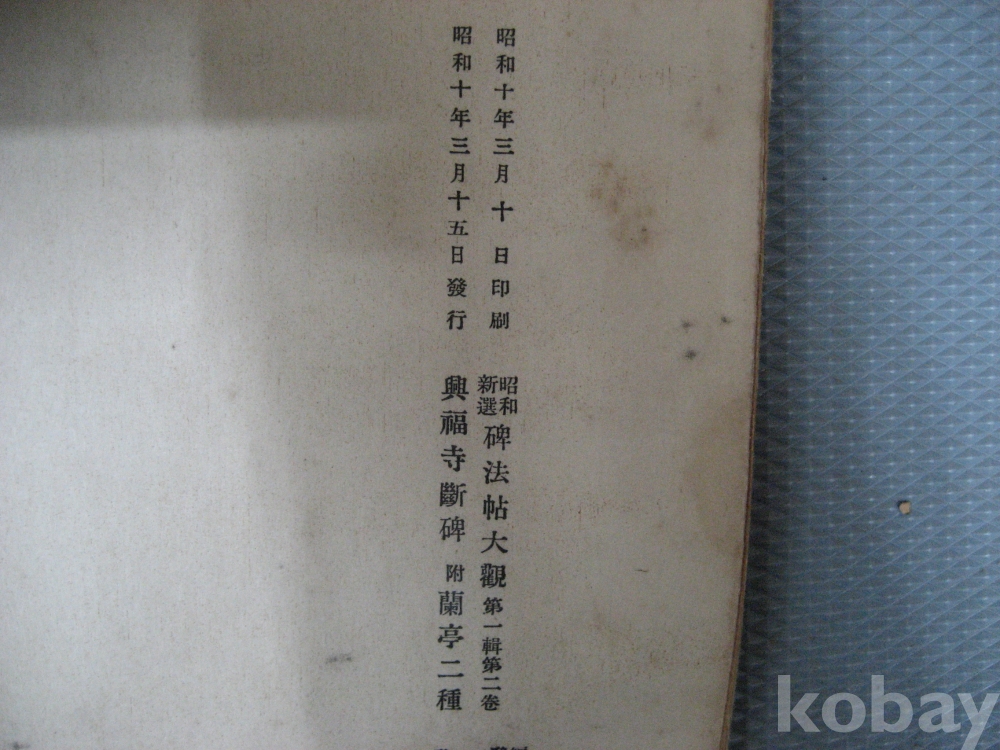 昭和十年三月十日印刷
昭和十年三月十五日發行
昭和
新選
碑法帖大觀第一輯第二卷
興福寺斷碑附蘭亭二種
kobay